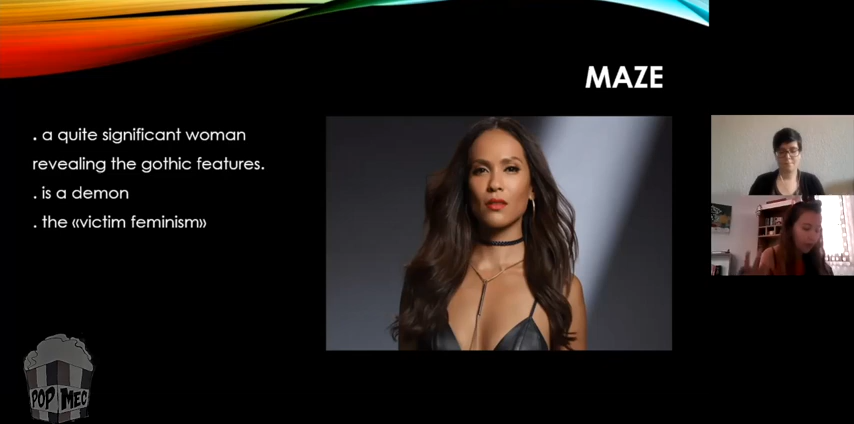 MAZE
. a quite significant woman
revealing the gothic features.
. is a demon
. the «victim feminism»
POP MEC